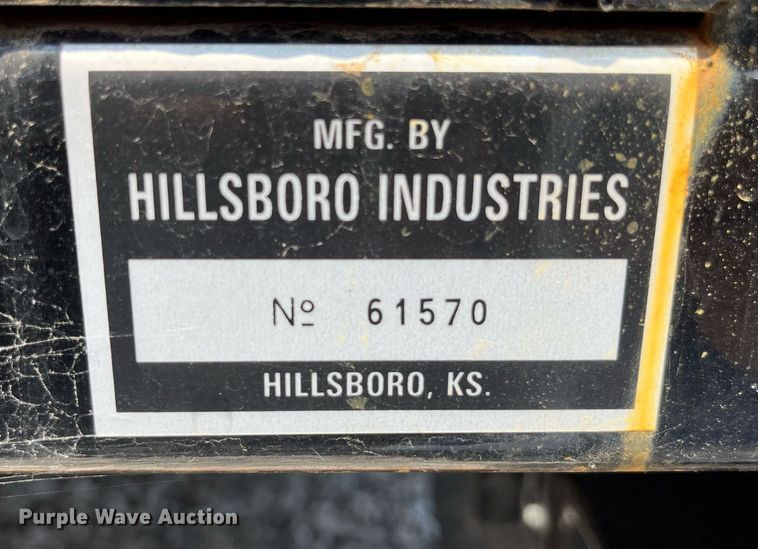 MFG. BY
HILLSBORO INDUSTRIES
Nº 61570
HILLSBORO, KS.
Purple Wave Auction